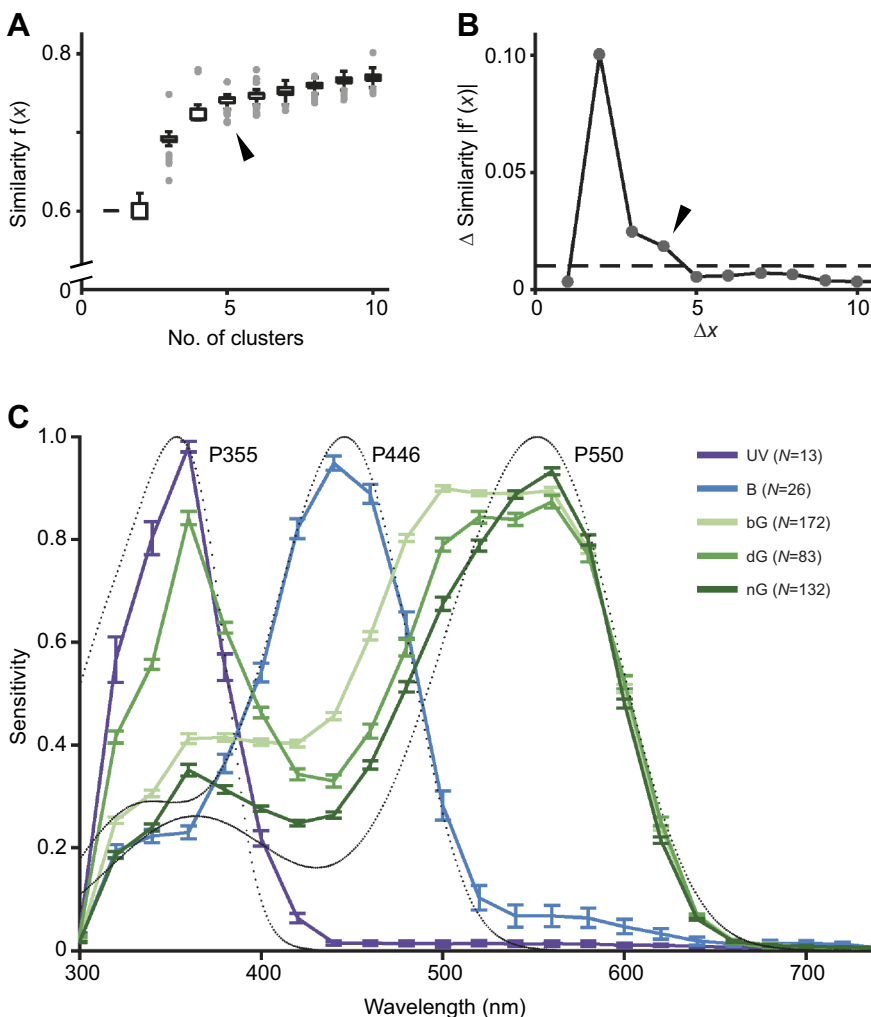 A
Similarity f (x)
0.8
0.6
0
0
5
10
No. of clusters
B
Δ Similarity |f’(x)|
0.10
0.05
0
0
5
10
Δx
C
Sensitivity
1.0
0.8
0.6
0.4
0.2
0
P355
P446
P550
UV (N=13)
B (N=26)
bG (N=172)
dG (N=83)
nG (N=132)
300
400
500
600
700
Wavelength (nm)